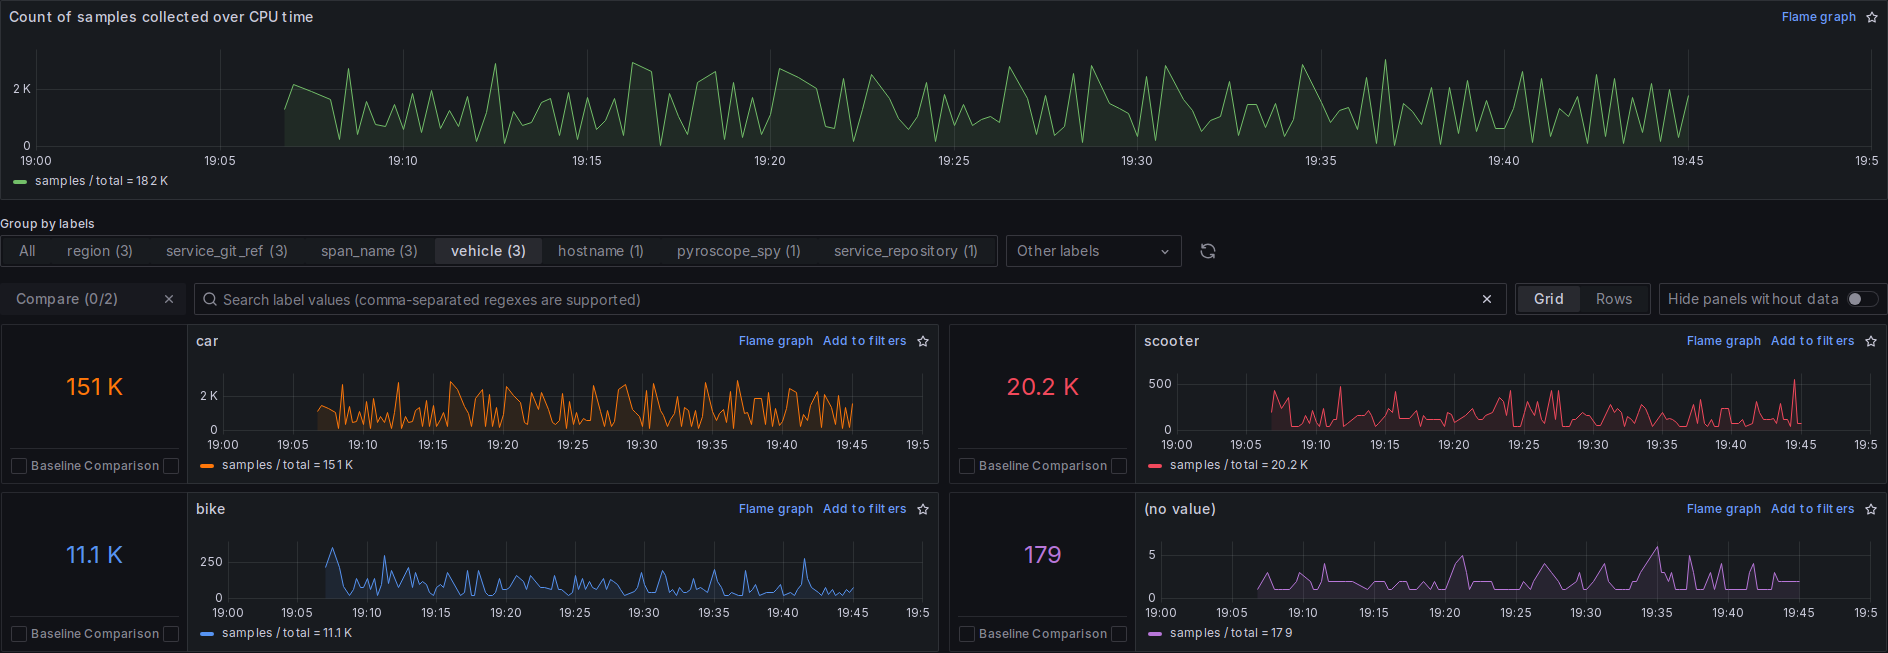 Count of samples collected over CPU time
Flame graph
2 K
0
19:00 19:05 19:10 19:15 19:20 19:25 19:30 19:35 19:40 19:45 19:5
samples / total = 182 K
Group by labels
All region (3) service_git_ref (3) span_name (3) vehicle (3) hostname (1) pyroscope_spy (1) service_repository (1) Other labels
Compare (0/2) Search label values (comma-separated regexes are supported) Grid Rows Hide panels without data
car Flame graph Add to filters
151 K
2 K
0
19:00 19:05 19:10 19:15 19:20 19:25 19:30 19:35 19:40 19:45 19:5
Baseline Comparison
samples / total = 151 K
scooter Flame graph Add to filters
20.2 K
500
0
19:00 19:05 19:10 19:15 19:20 19:25 19:30 19:35 19:40 19:45 19:5
Baseline Comparison
samples / total = 20.2 K
bike Flame graph Add to filters
11.1 K
250
0
19:00 19:05 19:10 19:15 19:20 19:25 19:30 19:35 19:40 19:45 19:5
Baseline Comparison
samples / total = 11.1 K
(no value) Flame graph Add to filters
179
5
0
19:00 19:05 19:10 19:15 19:20 19:25 19:30 19:35 19:40 19:45 19:5
Baseline Comparison
samples / total = 179